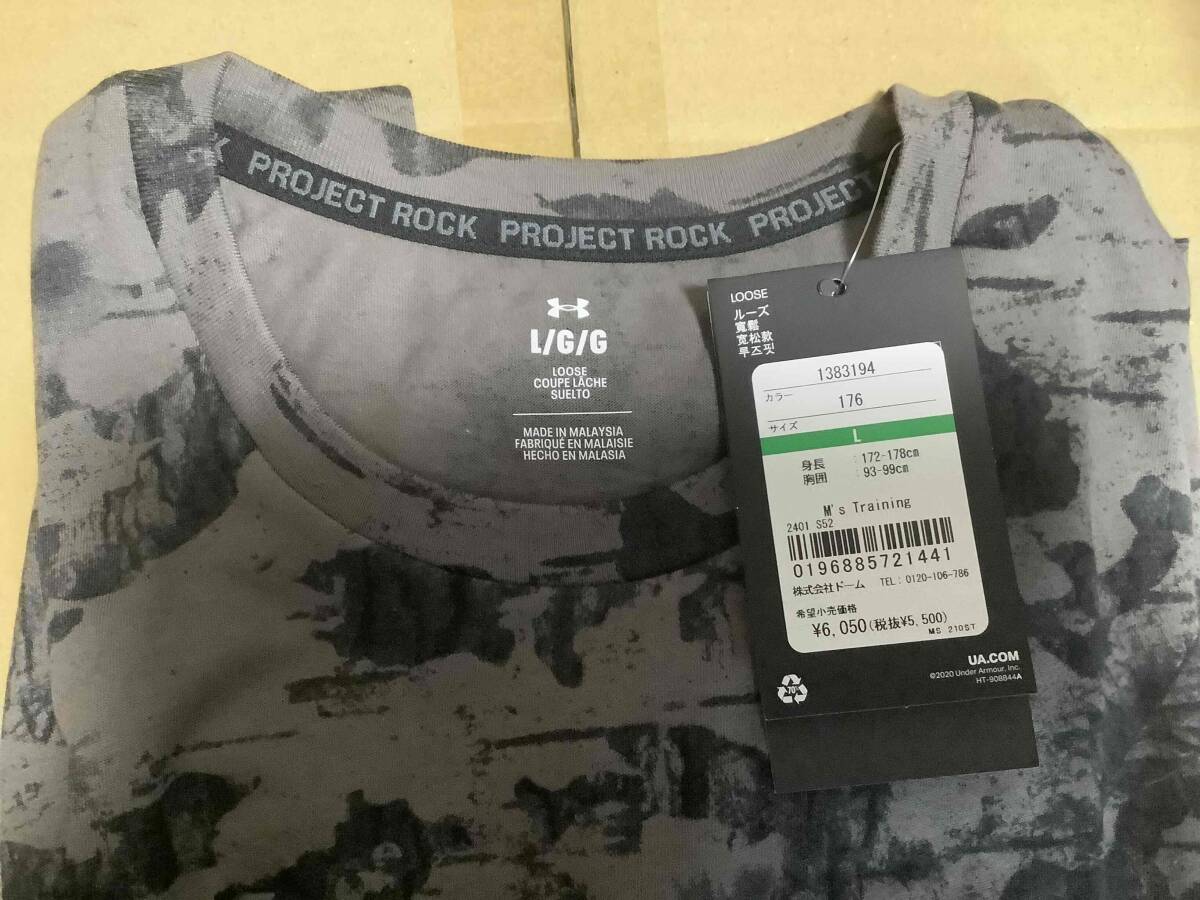 PROJECT ROCK PROJECT ROCK PROJECT
L/G/G
LOOSE
COUPE LÂCHE
SUELTO
MADE IN MALAYSIA
FABRIQUÉ EN MALAISIE
HECHO EN MALASIA
LOOSE
ルーズ
寬鬆
宽松款
루즈핏
1383194
カラー 176
サイズ
L
身長 : 172-178cm
胸囲 : 93-99cm
M's Training
2401 S52
0196885721441
株式会社ドーム TEL: 0120-106-786
希望小売価格
¥6,050(税抜¥5,500)
MS 210ST
70%
UA.COM
©2020 Under Armour, Inc.
HT-908844A